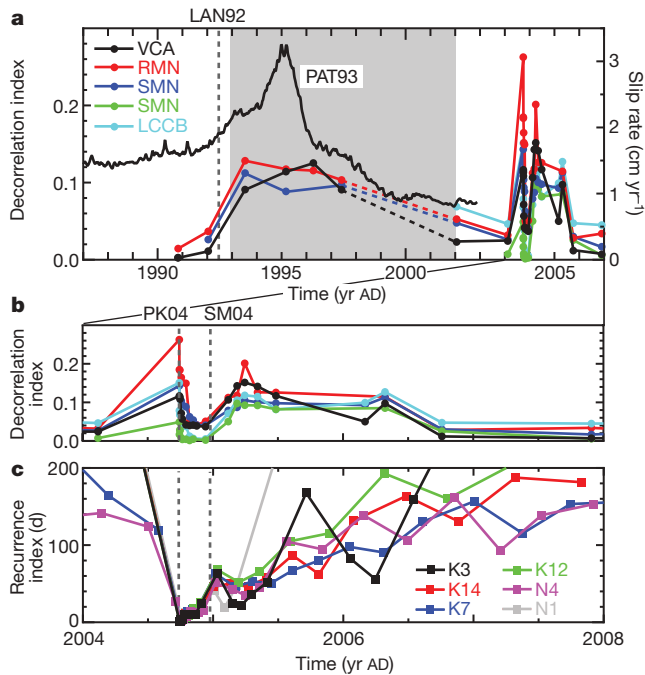 LAN92
a
VCA
RMN
SMN
SMN
LCCB
PAT93
Decorrelation index
0.2
0.1
0.0
Slip rate (cm yr⁻¹)
3
2
1
0
1990
1995
2000
2005
Time (yr AD)
b
PK04
SM04
Decorrelation
index
0.2
0.1
0.0
c
Recurrence
index (d)
200
100
0
K3
K14
K7
K12
N4
N1
2004
2006
2008
Time (yr AD)